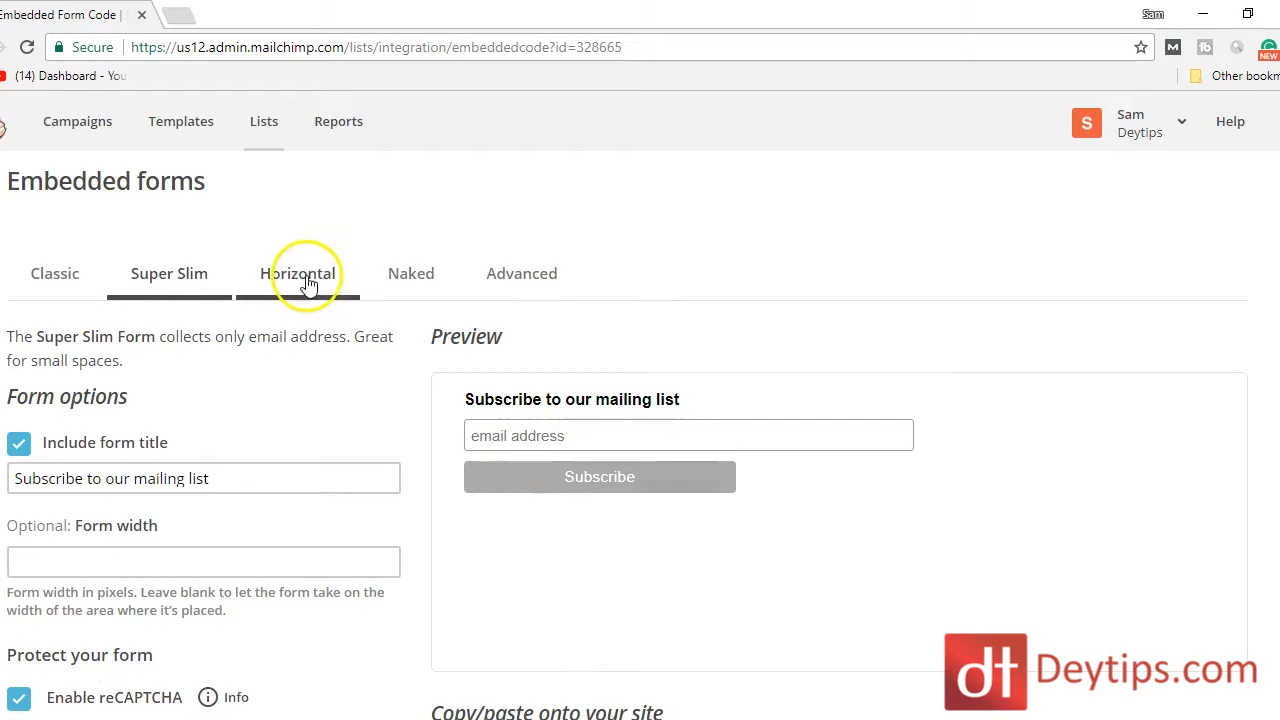 Embedded Form Code |
Sam
Secure
https://us12.admin.mailchimp.com/lists/integration/embeddedcode?id=328665
M
tb
NEW
(14) Dashboard - You
Other bookm
Campaigns
Templates
Lists
Reports
S
Sam
Deytips
Help
Embedded forms
Classic
Super Slim
Horizontal
Naked
Advanced
The Super Slim Form collects only email address. Great
for small spaces.
Form options
Include form title
Subscribe to our mailing list
Optional: Form width
Form width in pixels. Leave blank to let the form take on the
width of the area where it’s placed.
Protect your form
Enable reCAPTCHA
Info
Preview
Subscribe to our mailing list
email address
Subscribe
Copy/paste onto your site
dt
Deytips.com